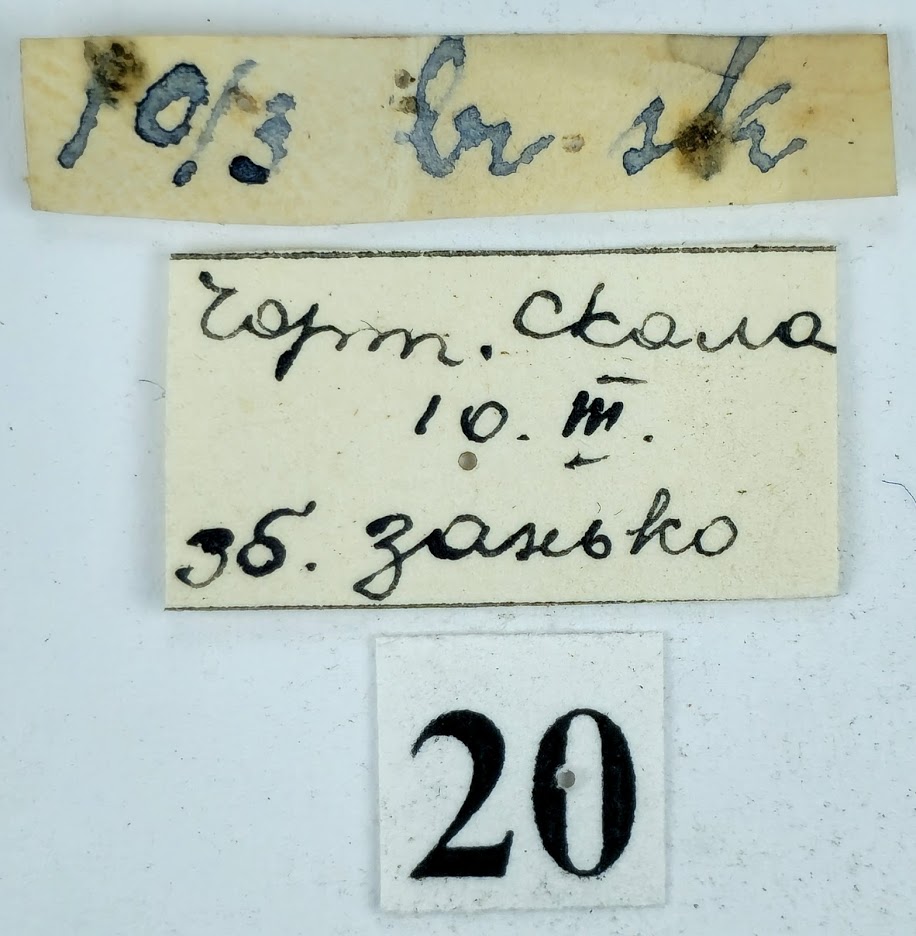 10/3 br. sk
Чорт. Скала
10. III.
зб. Занько
20